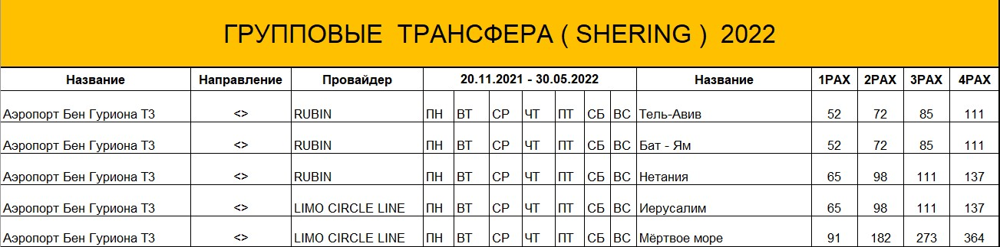 ГРУППОВЫЕ ТРАНСФЕРА ( SHERING ) 2022
Название Направление Провайдер 20.11.2021 - 30.05.2022 Название 1PAX 2PAX 3PAX 4PAX
Аэропорт Бен Гуриона Т3 <> RUBIN ПН ВТ СР ЧТ ПТ СБ ВС Тель-Авив 52 72 85 111
Аэропорт Бен Гуриона Т3 <> RUBIN ПН ВТ СР ЧТ ПТ СБ ВС Бат - Ям 52 72 85 111
Аэропорт Бен Гуриона Т3 <> RUBIN ПН ВТ СР ЧТ ПТ СБ ВС Нетания 65 98 111 137
Аэропорт Бен Гуриона Т3 <> LIMO CIRCLE LINE ПН ВТ СР ЧТ ПТ СБ ВС Иерусалим 65 98 111 137
Аэропорт Бен Гуриона Т3 <> LIMO CIRCLE LINE ПН ВТ СР ЧТ ПТ СБ ВС Мёртвое море 91 182 273 364